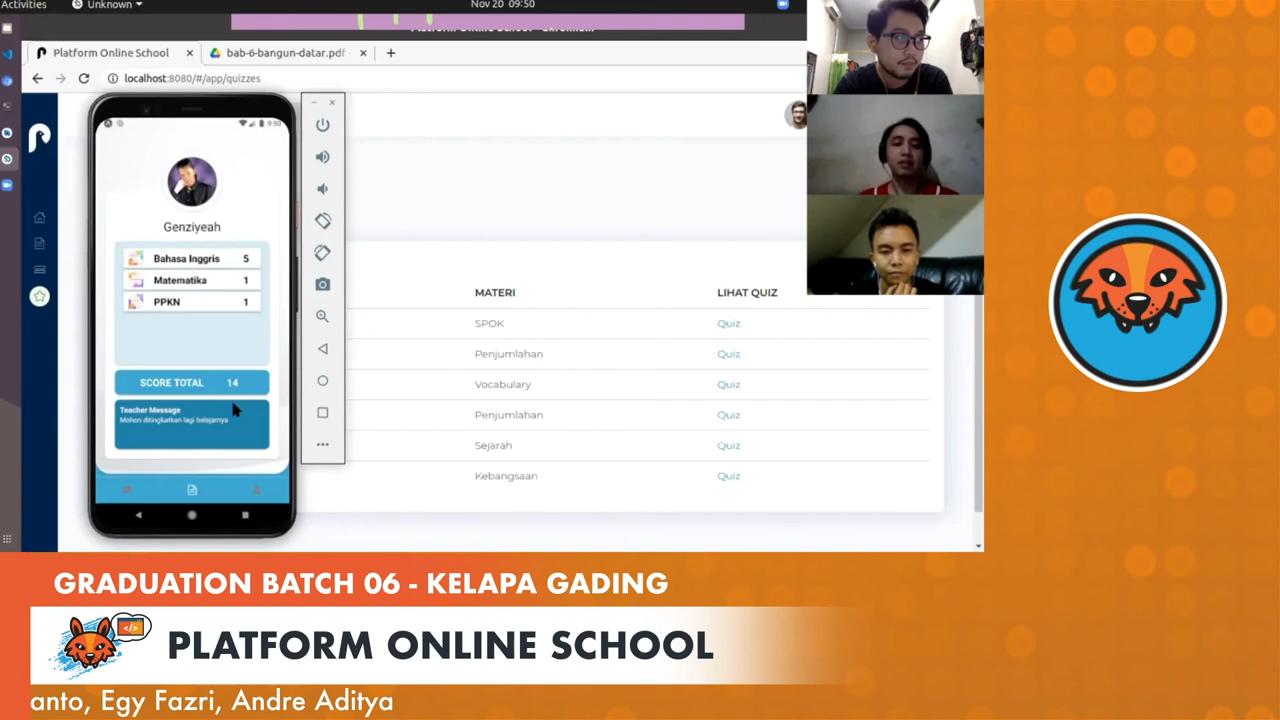 Activities
Unknown
Nov 20 09:50
Platform Online School
bab-6-bangun-datar.pdf
localhost:8080/#/app/quizzes
9:50
Genziyeah
Bahasa Inggris 5
Matematika 1
PPKN 1
SCORE TOTAL 14
Teacher Message
Mohon ditingkatkan lagi belajarnya
MATERI LIHAT QUIZ
SPOK Quiz
Penjumlahan Quiz
Vocabulary Quiz
Penjumlahan Quiz
Sejarah Quiz
Kebangsaan Quiz
GRADUATION BATCH 06 - KELAPA GADING
</>
PLATFORM ONLINE SCHOOL
anto, Egy Fazri, Andre Aditya